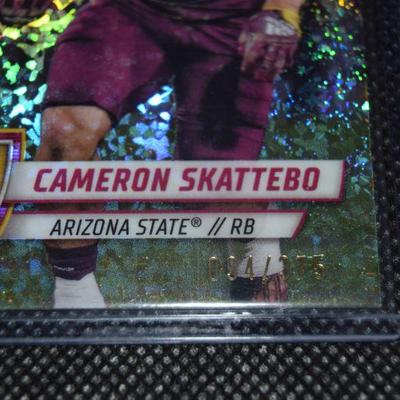 CAMERON SKATTEBO
ARIZONA STATE® // RB